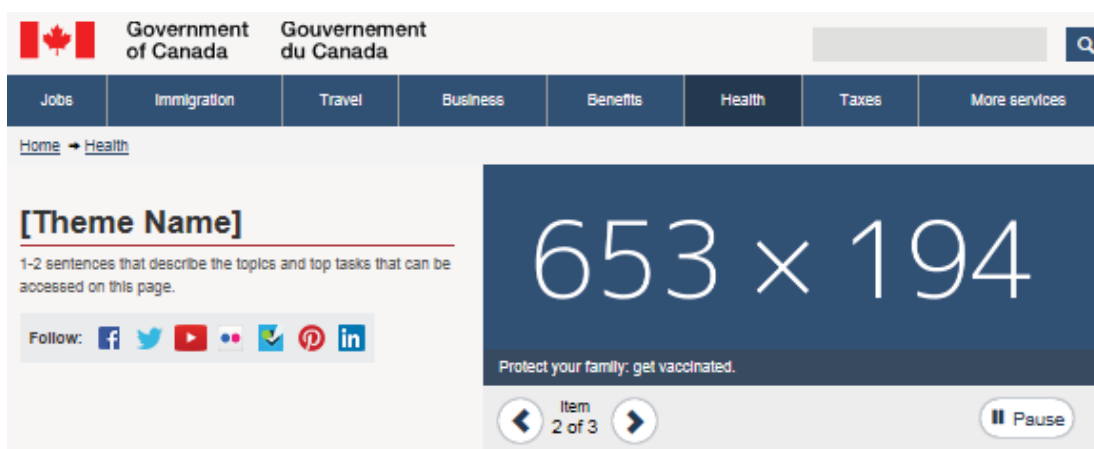 Government of Canada
Gouvernement du Canada
Jobs Immigration Travel Business Benefits Health Taxes More services
Home → Health
[Theme Name]
1-2 sentences that describe the topics and top tasks that can be
accessed on this page.
Follow:
653 × 194
Protect your family: get vaccinated.
Item
2 of 3
Pause